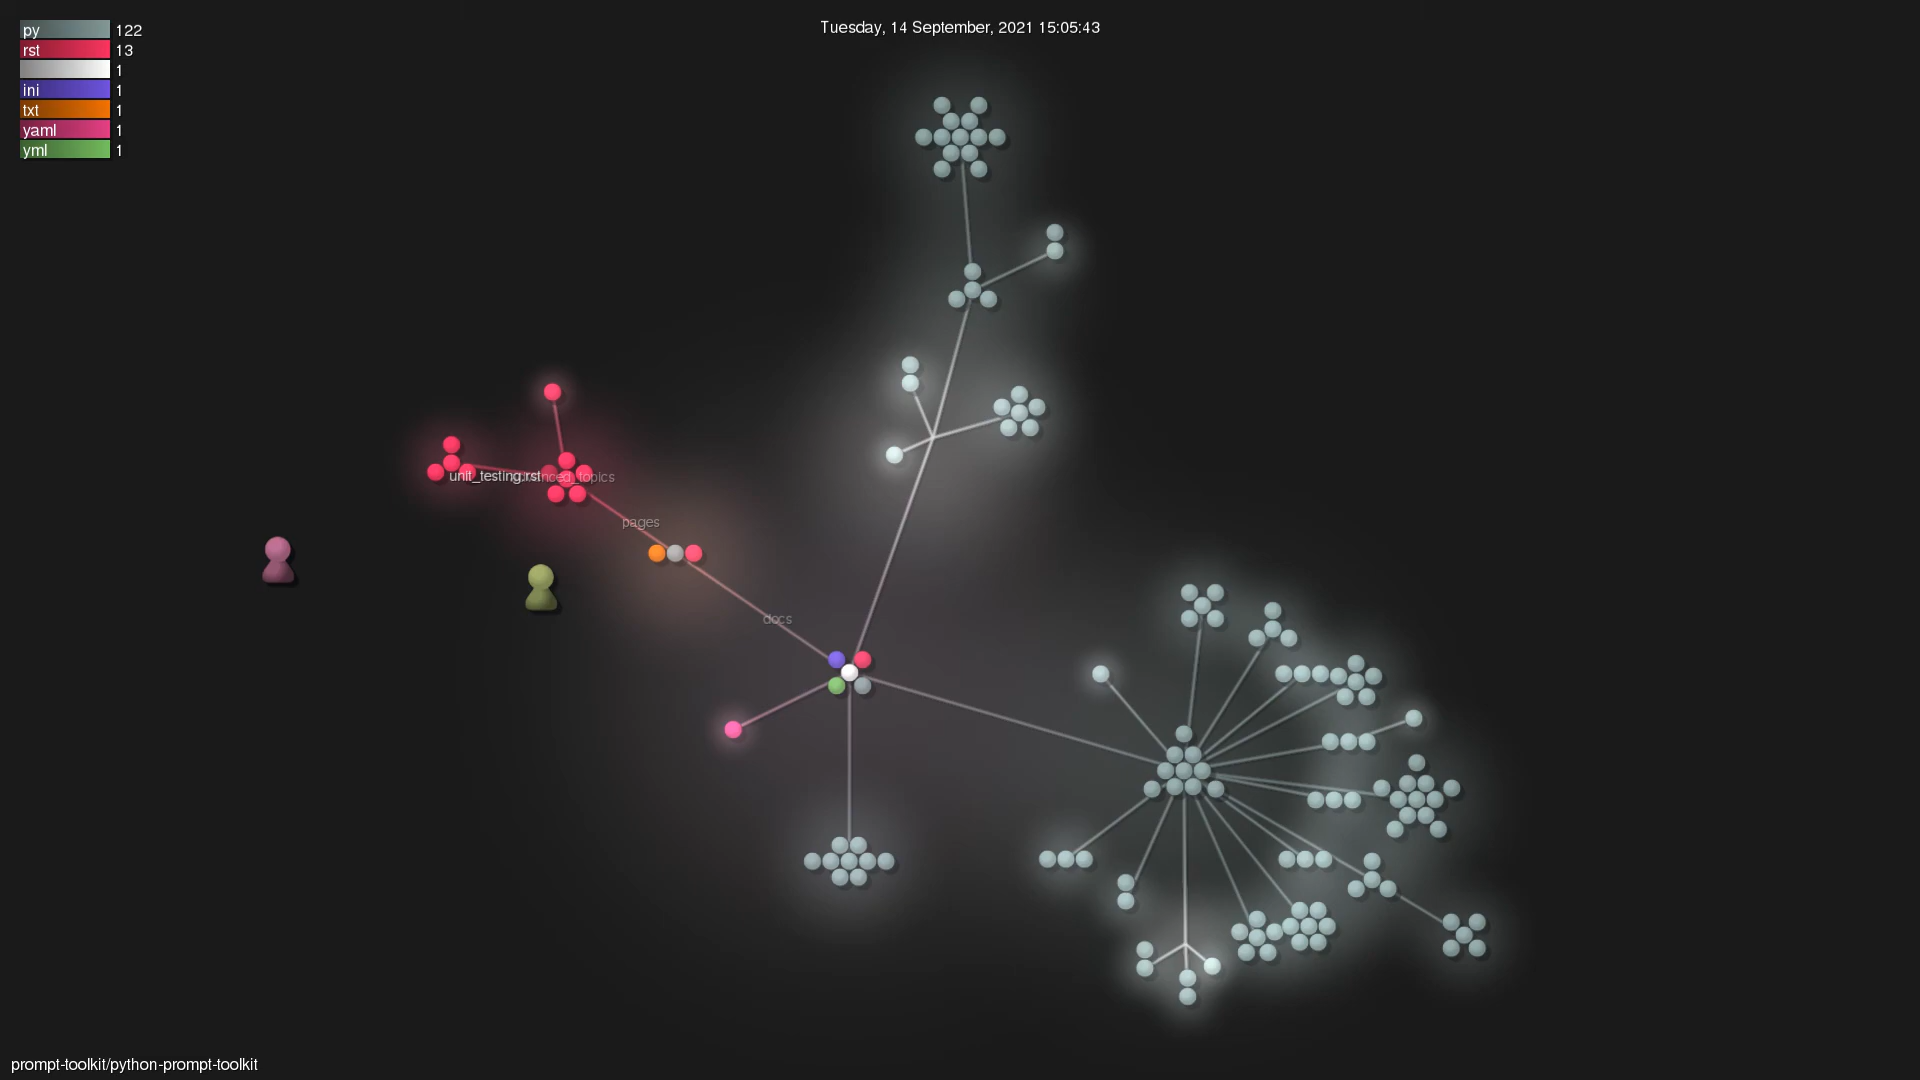 Tuesday, 14 September, 2021 15:05:43
py 122
rst 13
1
ini 1
txt 1
yaml 1
yml 1
unit_testing.rst
pages
docs
prompt-toolkit/python-prompt-toolkit